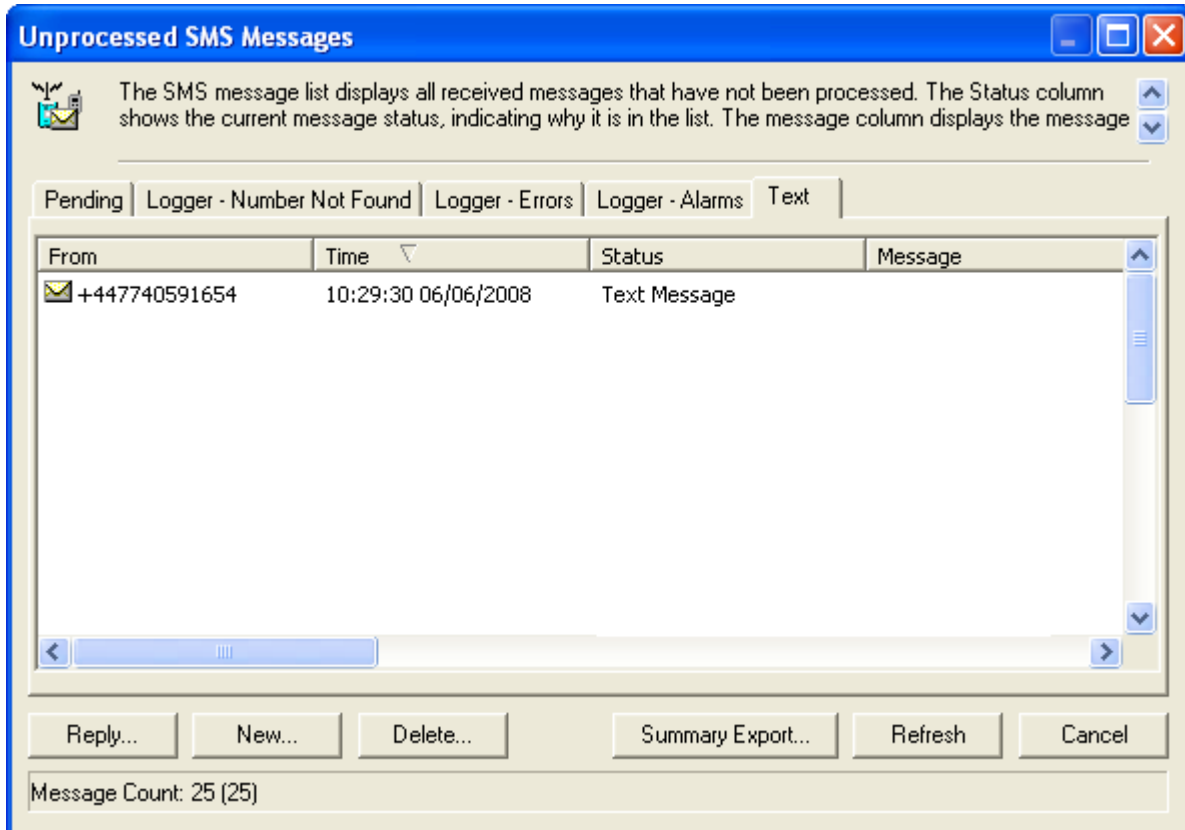 Unprocessed SMS Messages
The SMS message list displays all received messages that have not been processed. The Status column
shows the current message status, indicating why it is in the list. The message column displays the message
Pending Logger - Number Not Found Logger - Errors Logger - Alarms Text
From Time Status Message
+447740591654 10:29:30 06/06/2008 Text Message
Reply... New... Delete... Summary Export... Refresh Cancel
Message Count: 25 (25)